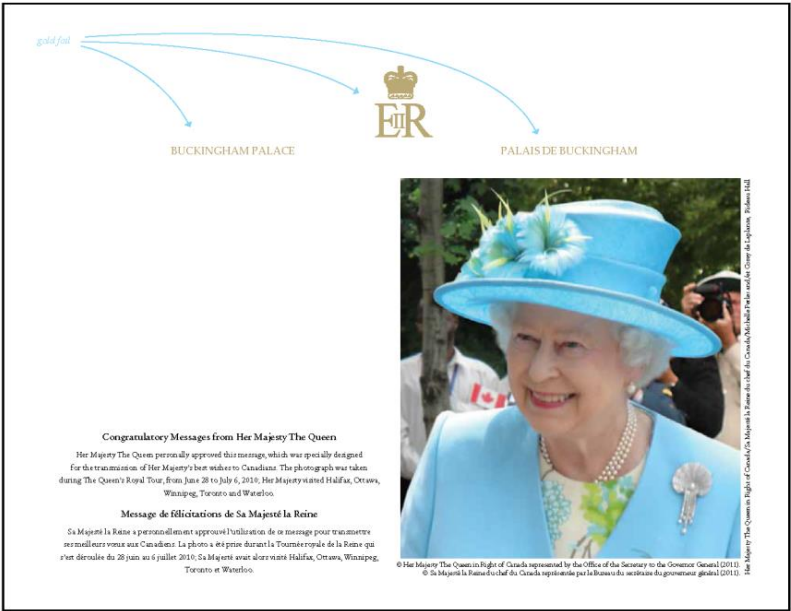 gold foil
EIIR
BUCKINGHAM PALACE
PALAIS DE BUCKINGHAM
Congratulatory Messages from Her Majesty The Queen
Her Majesty The Queen personally approved this message, which was specially designed
for the transmission of Her Majesty's best wishes to Canadians. The photograph was taken
during The Queen's Royal Tour, from June 28 to July 6, 2010; Her Majesty visited Halifax, Ottawa,
Winnipeg, Toronto and Waterloo.
Message de félicitations de Sa Majesté la Reine
Sa Majesté la Reine a personnellement approuvé l'utilisation de ce message pour transmettre
ses meilleurs vœux aux Canadiens. La photo a été prise durant la Tournée royale de la Reine qui
s'est déroulée du 28 juin au 6 juillet 2010; Sa Majesté avait alors visité Halifax, Ottawa, Winnipeg,
Toronto et Waterloo.
© Her Majesty The Queen in Right of Canada represented by the Office of the Secretary to the Governor General (2011).
© Sa Majesté la Reine du chef du Canada représentée par le Bureau du secrétaire du gouverneur général (2011).
Her Majesty The Queen in Right of Canada/Sa Majesté la Reine du chef du Canada/Michelle Parlee and/et Corey de Laplante, Rideau Hall